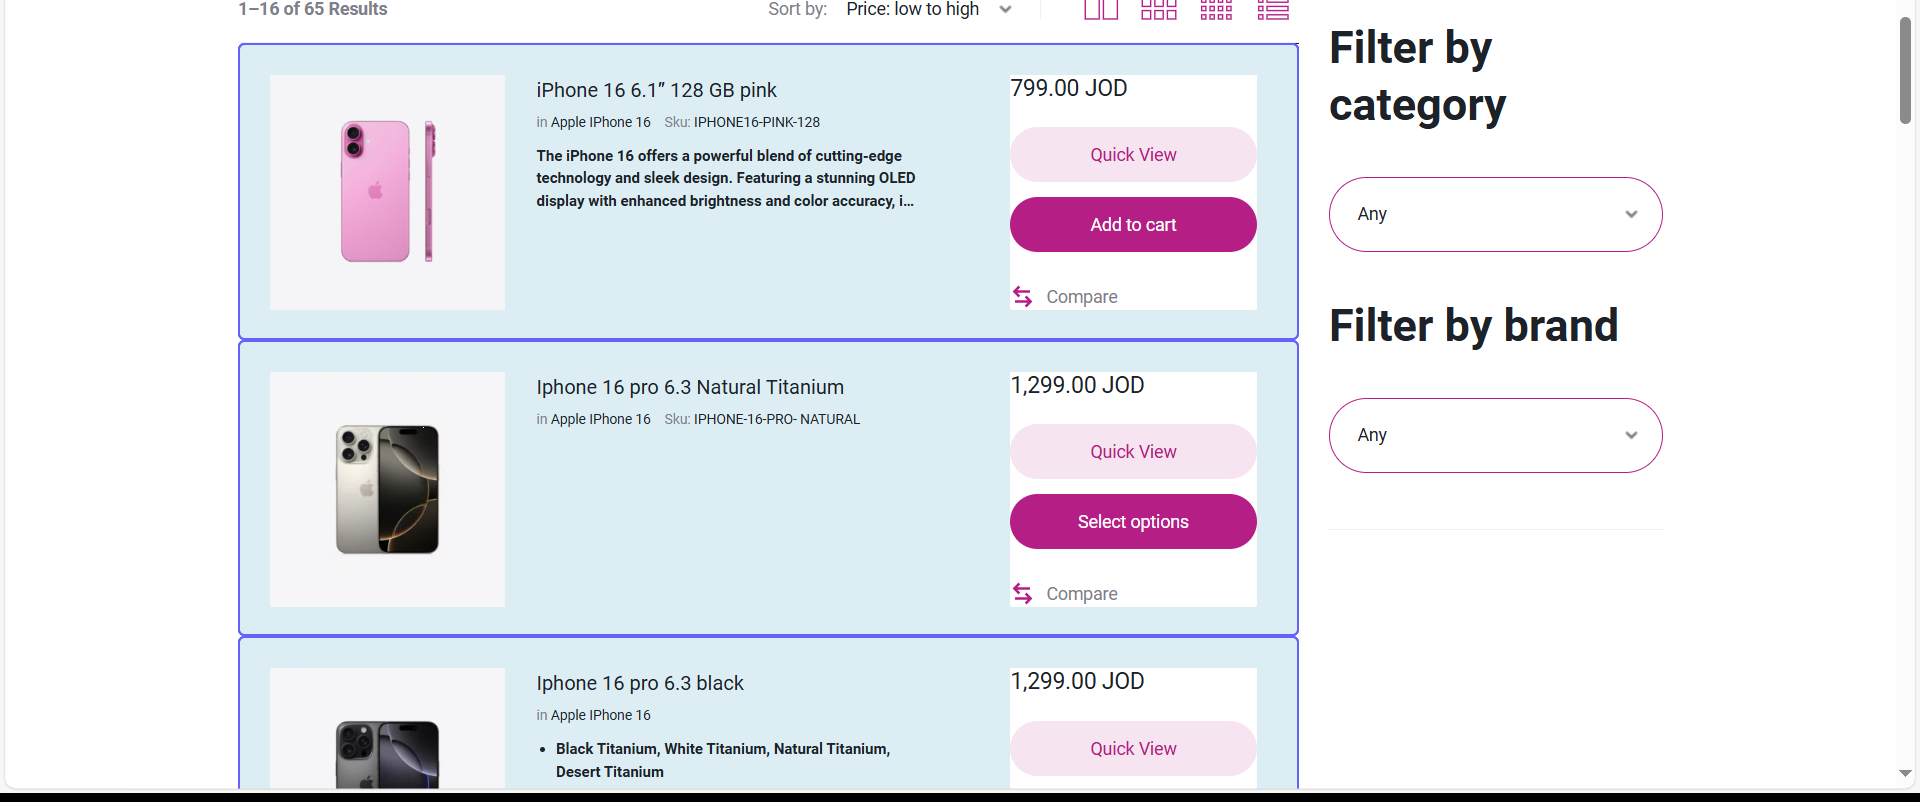 1–16 of 65 Results
Sort by: Price: low to high
iPhone 16 6.1” 128 GB pink
in Apple IPhone 16 Sku: IPHONE16-PINK-128
The iPhone 16 offers a powerful blend of cutting-edge
technology and sleek design. Featuring a stunning OLED
display with enhanced brightness and color accuracy, i…
799.00 JOD
Quick View
Add to cart
Compare
Iphone 16 pro 6.3 Natural Titanium
in Apple IPhone 16 Sku: IPHONE-16-PRO- NATURAL
1,299.00 JOD
Quick View
Select options
Compare
Iphone 16 pro 6.3 black
in Apple IPhone 16
• Black Titanium, White Titanium, Natural Titanium,
Desert Titanium
1,299.00 JOD
Quick View
Filter by
category
Any
Filter by brand
Any